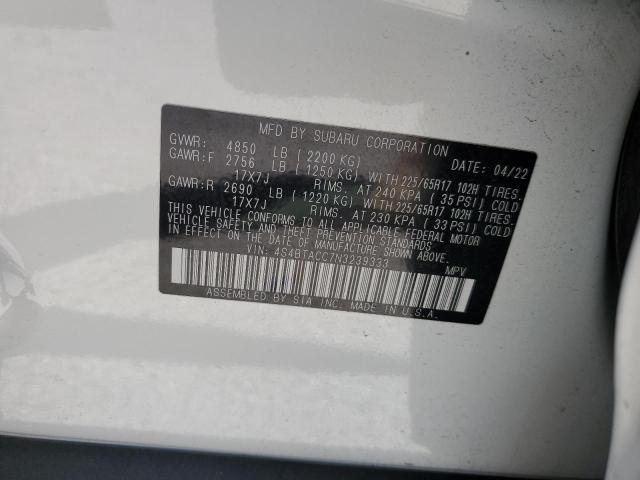 MFD BY SUBARU CORPORATION
GVWR: 4850 LB ( 2200 KG) DATE: 04/22
GAWR:F 2756 LB ( 1250 KG) WITH 225/65R17 102H TIRES.
17X7J RIMS. AT 240 KPA ( 35 PSI) COLD
GAWR:R 2690 LB ( 1220 KG) WITH 225/65R17 102H TIRES.
17X7J RIMS. AT 230 KPA ( 33 PSI) COLD
THIS VEHICLE CONFORMS TO ALL APPLICABLE FEDERAL MOTOR
VEHICLE SAFETY AND THEFT PREVENTION STANDARDS
IN EFFECT ON THE DATE OF MANUFACTURE SHOWN ABOVE.
VIN: 4S4BTACC7N3239333 MPV
ASSEMBLED BY SIA INC. MADE IN U.S.A.